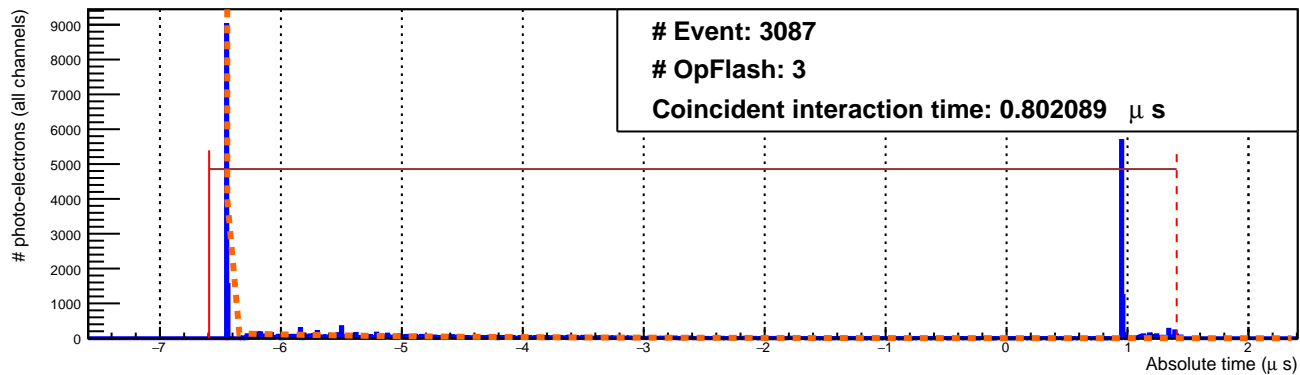 # photo-electrons (all channels)
9000
8000
7000
6000
5000
4000
3000
2000
1000
0
# Event: 3087
# OpFlash: 3
Coincident interaction time: 0.802089 μ s
−7 −6 −5 −4 −3 −2 −1 0 1 2
Absolute time (μ s)